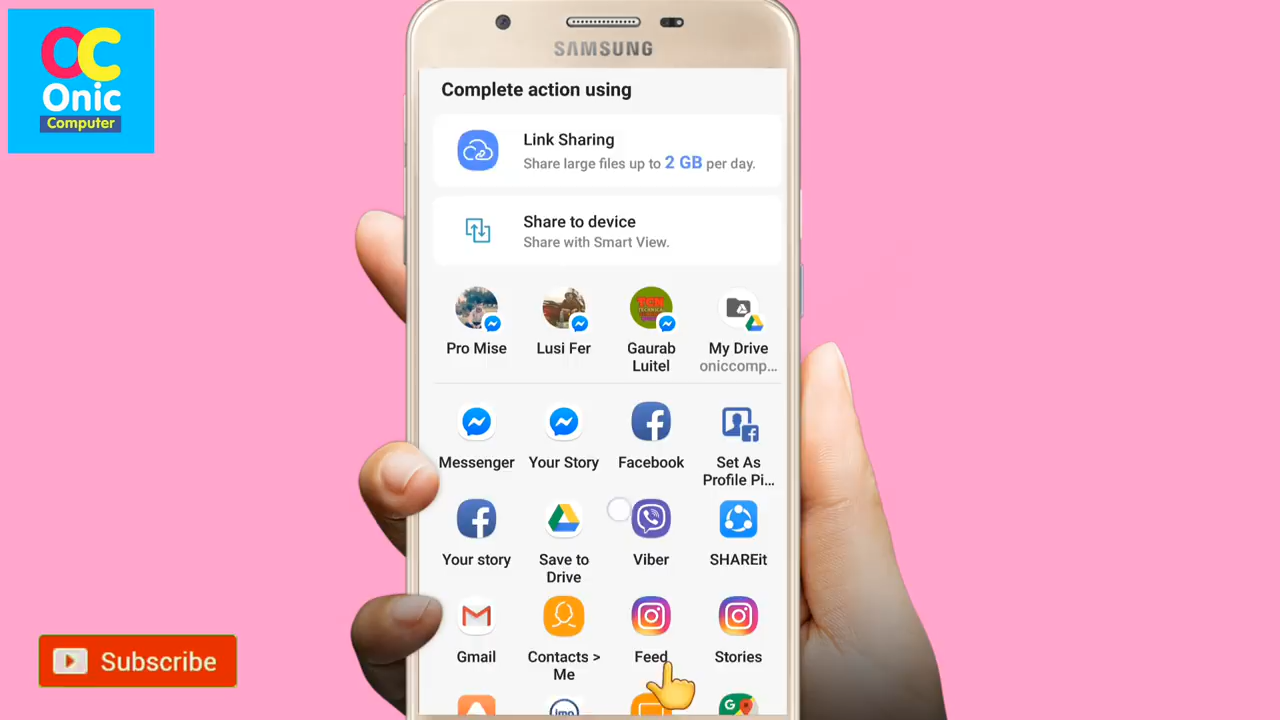 OC
Onic
Computer
SAMSUNG
Complete action using
Link Sharing
Share large files up to 2 GB per day.
Share to device
Share with Smart View.
Pro Mise
Lusi Fer
Gaurab
Luitel
My Drive
oniccomp...
Messenger
Your Story
Facebook
Set As
Profile Pi...
Your story
Save to
Drive
Viber
SHAREit
Gmail
Contacts >
Me
Feed
Stories
imo
G
Subscribe